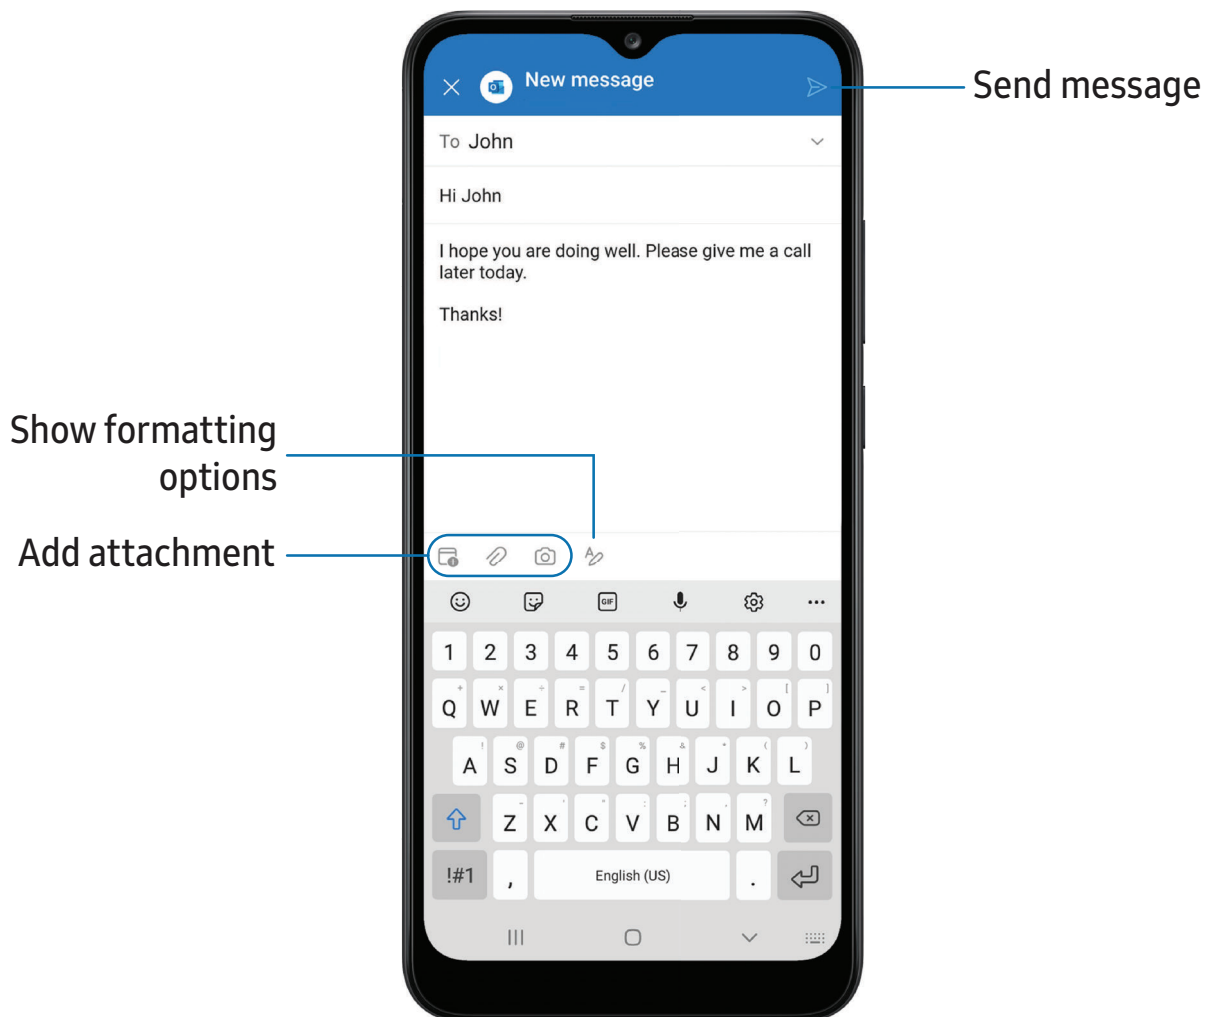 New message
Send message
To John
Hi John
I hope you are doing well. Please give me a call
later today.
Thanks!
Show formatting
options
Add attachment
GIF
1 2 3 4 5 6 7 8 9 0
+ × ÷ = / _ < > [ ]
Q W E R T Y U I O P
! @ # $ % & * ( )
A S D F G H J K L
- ' " : ; , ?
Z X C V B N M
!#1 , English (US) .